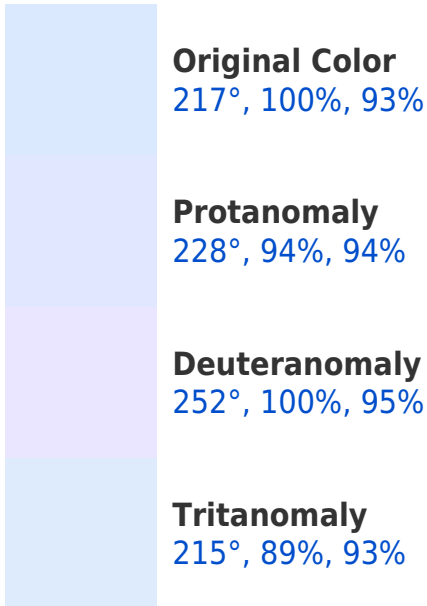 Original Color
217°, 100%, 93%
Protanomaly
228°, 94%, 94%
Deuteranomaly
252°, 100%, 95%
Tritanomaly
215°, 89%, 93%